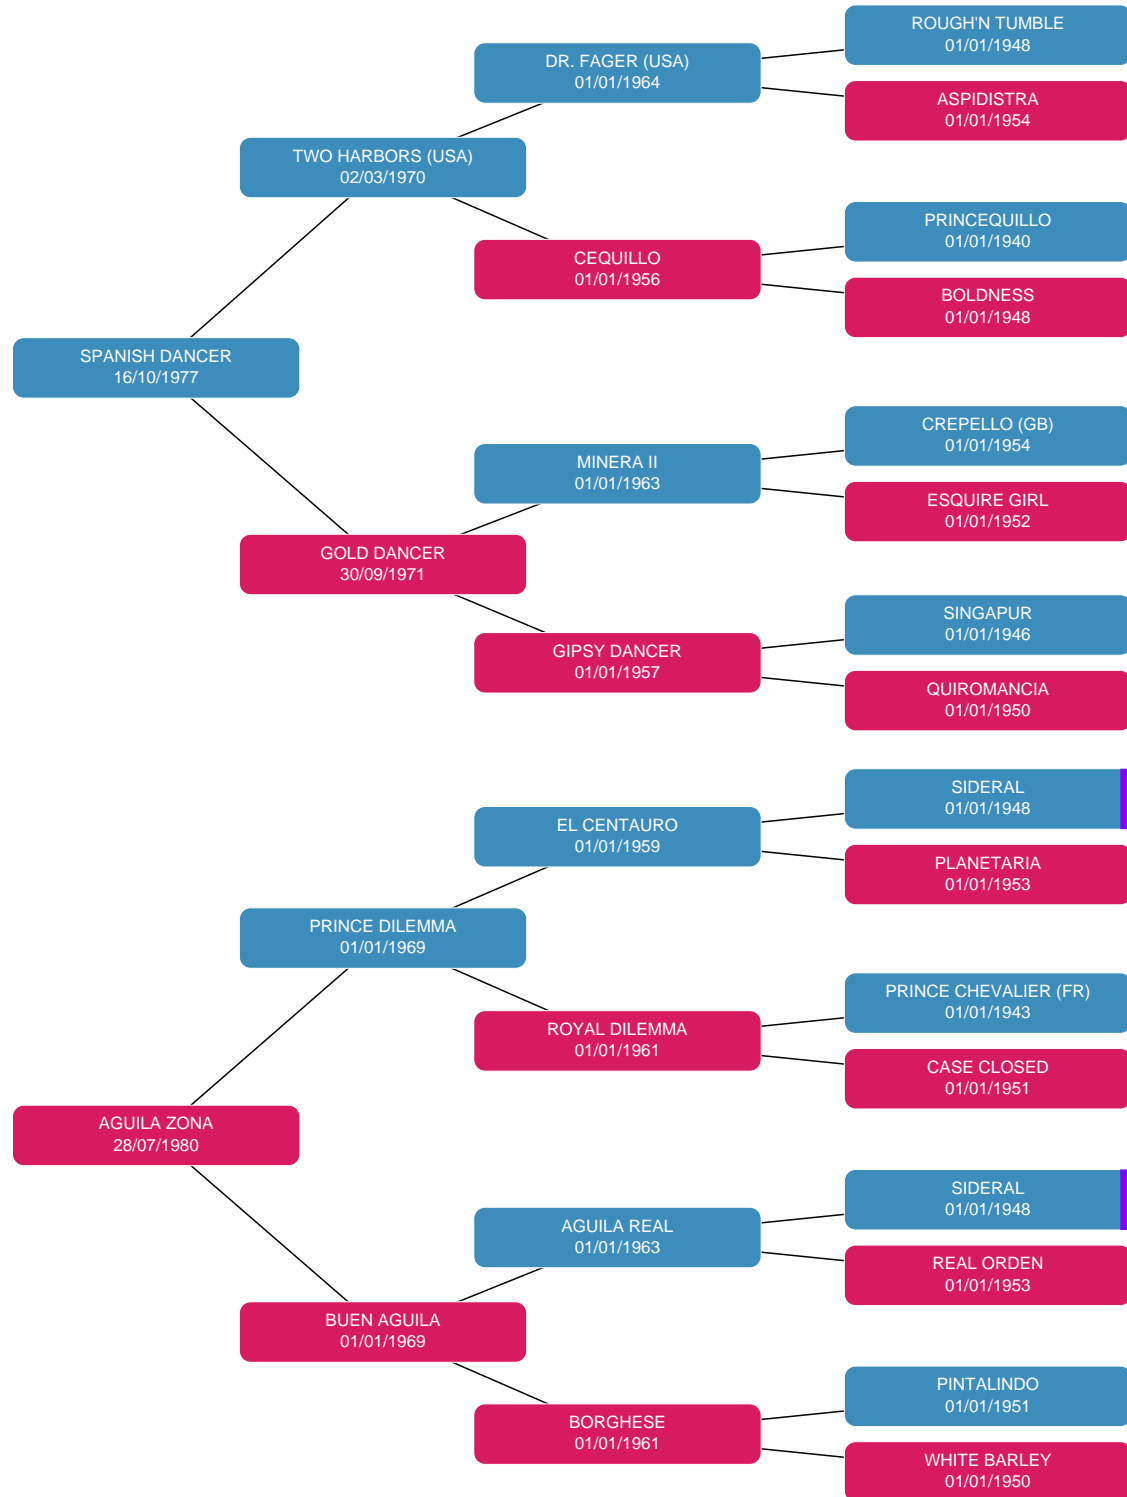 ROUGH'N TUMBLE
01/01/1948
DR. FAGER (USA)
01/01/1964
ASPIDISTRA
01/01/1954
TWO HARBORS (USA)
02/03/1970
PRINCEQUILLO
01/01/1940
CEQUILLO
01/01/1956
BOLDNESS
01/01/1948
SPANISH DANCER
16/10/1977
CREPELLO (GB)
01/01/1954
MINERA II
01/01/1963
ESQUIRE GIRL
01/01/1952
GOLD DANCER
30/09/1971
SINGAPUR
01/01/1946
GIPSY DANCER
01/01/1957
QUIROMANCIA
01/01/1950
SIDERAL
01/01/1948
EL CENTAURO
01/01/1959
PLANETARIA
01/01/1953
PRINCE DILEMMA
01/01/1969
PRINCE CHEVALIER (FR)
01/01/1943
ROYAL DILEMMA
01/01/1961
CASE CLOSED
01/01/1951
AGUILA ZONA
28/07/1980
SIDERAL
01/01/1948
AGUILA REAL
01/01/1963
REAL ORDEN
01/01/1953
BUEN AGUILA
01/01/1969
PINTALINDO
01/01/1951
BORGHESE
01/01/1961
WHITE BARLEY
01/01/1950